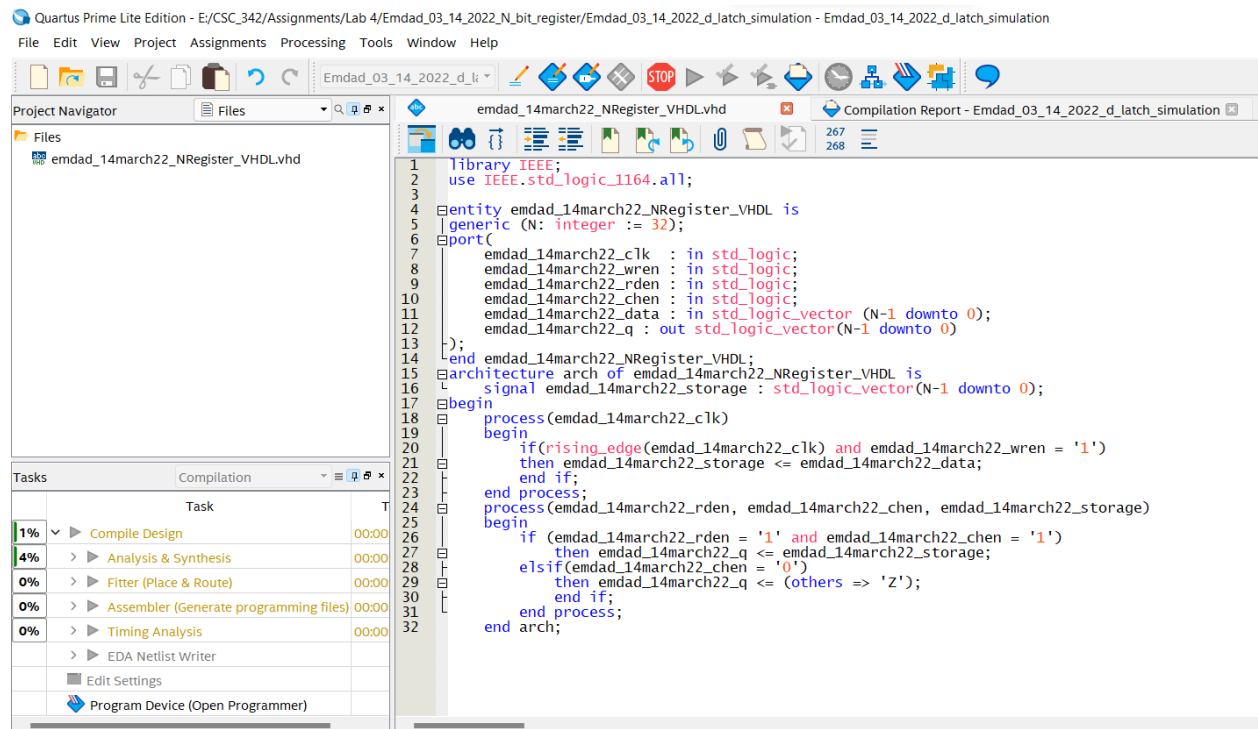 Quartus Prime Lite Edition - E:/CSC_342/Assignments/Lab 4/Emdad_03_14_2022_N_bit_register/Emdad_03_14_2022_d_latch_simulation - Emdad_03_14_2022_d_latch_simulation
File Edit View Project Assignments Processing Tools Window Help
Emdad_03_14_2022_d_la
STOP
Project Navigator
Files
Files
emdad_14march22_NRegister_VHDL.vhd
Tasks
Compilation
Task T
1% Compile Design 00:00
4% Analysis & Synthesis 00:00
0% Fitter (Place & Route) 00:00
0% Assembler (Generate programming files) 00:00
0% Timing Analysis 00:00
EDA Netlist Writer
Edit Settings
Program Device (Open Programmer)
emdad_14march22_NRegister_VHDL.vhd
Compilation Report - Emdad_03_14_2022_d_latch_simulation
267
268
1 library IEEE;
2 use IEEE.std_logic_1164.all;
3
4 entity emdad_14march22_NRegister_VHDL is
5 generic (N: integer := 32);
6 port(
7 emdad_14march22_clk : in std_logic;
8 emdad_14march22_wren : in std_logic;
9 emdad_14march22_rden : in std_logic;
10 emdad_14march22_chen : in std_logic;
11 emdad_14march22_data : in std_logic_vector (N-1 downto 0);
12 emdad_14march22_q : out std_logic_vector(N-1 downto 0)
13 );
14 end emdad_14march22_NRegister_VHDL;
15 architecture arch of emdad_14march22_NRegister_VHDL is
16 signal emdad_14march22_storage : std_logic_vector(N-1 downto 0);
17 begin
18 process(emdad_14march22_clk)
19 begin
20 if(rising_edge(emdad_14march22_clk) and emdad_14march22_wren = '1')
21 then emdad_14march22_storage <= emdad_14march22_data;
22 end if;
23 end process;
24 process(emdad_14march22_rden, emdad_14march22_chen, emdad_14march22_storage)
25 begin
26 if (emdad_14march22_rden = '1' and emdad_14march22_chen = '1')
27 then emdad_14march22_q <= emdad_14march22_storage;
28 elsif(emdad_14march22_chen = '0')
29 then emdad_14march22_q <= (others => 'Z');
30 end if;
31 end process;
32 end arch;